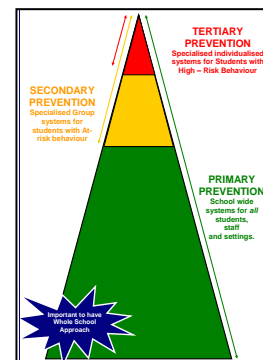 TERTIARY
PREVENTION
Specialised individualised
systems for Students with
High – Risk Behaviour
SECONDARY
PREVENTION
Specialised Group
systems for
students with At-
risk behaviour
PRIMARY
PREVENTION
School wide
systems for all
students,
staff
and settings.
Important to have
Whole School
Approach